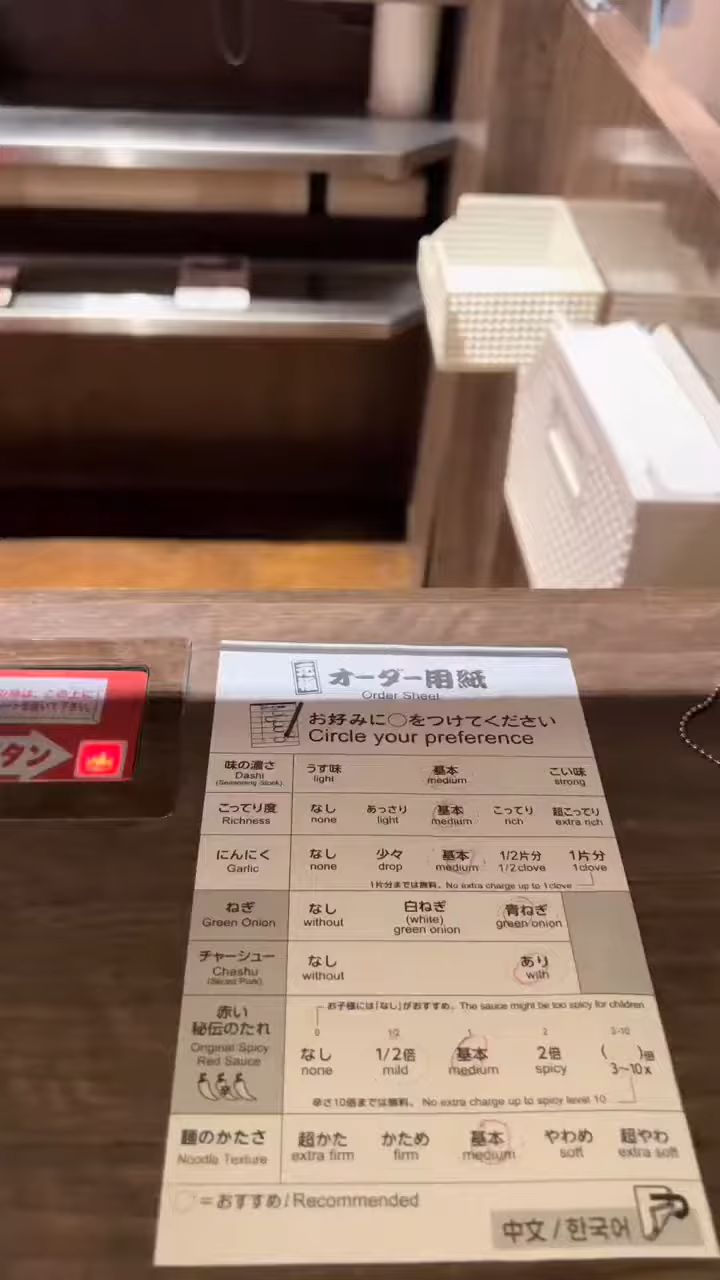 オーダー用紙
Order Sheet
お好みに○をつけてください
Circle your preference
味の濃さ うす味 基本 こい味
Dashi light medium strong
(Seasoning Stock)
こってり度 なし あっさり 基本 こってり 超こってり
Richness none light medium rich extra rich
にんにく なし 少々 基本 1/2片分 1片分
Garlic none drop medium 1/2clove 1clove
1片分までは無料。No extra charge up to 1clove
ねぎ なし 白ねぎ 青ねぎ
Green Onion without (white) green onion
green onion
チャーシュー なし あり
Chashu without with
(Sliced Pork)
お子様には「なし」がおすすめ。The sauce might be too spicy for children
赤い
秘伝のたれ
Original Spicy
Red Sauce
0 1/2 1 2 3~10
なし 1/2倍 基本 2倍 ( )倍
none mild medium spicy 3~10x
辛さ10倍までは無料。 No extra charge up to spicy level 10
麺のかたさ 超かた かため 基本 やわめ 超やわ
Noodle Texture extra firm firm medium soft extra soft
○=おすすめ/Recommended
中文/한국어
タン